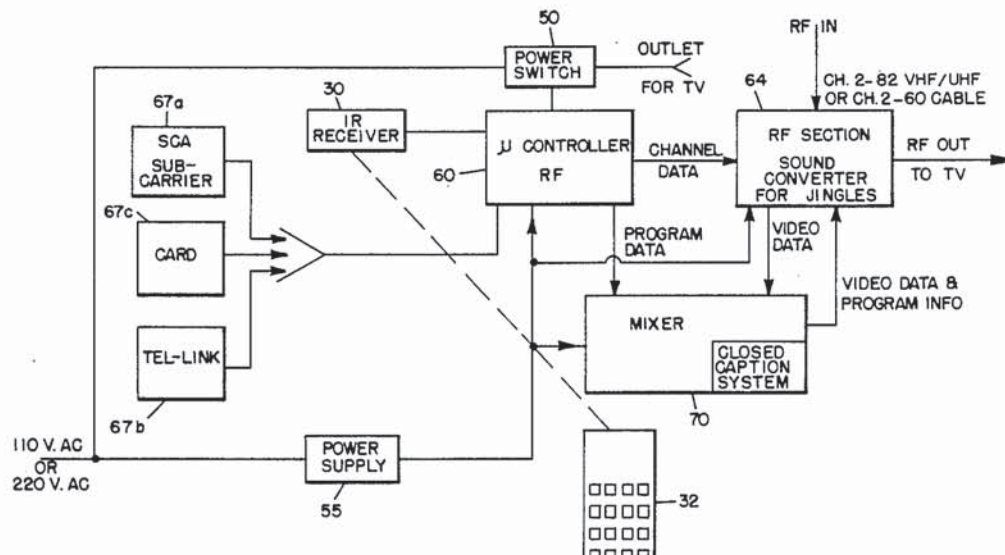 50
POWER
SWITCH
OUTLET
FOR TV
RF IN
CH. 2-82 VHF/UHF
OR CH. 2-60 CABLE
64
RF SECTION
SOUND
CONVERTER
FOR JINGLES
RF OUT
TO TV
30
IR
RECEIVER
67a
SCA
SUB-
CARRIER
60
μ CONTROLLER
RF
CHANNEL
DATA
67c
CARD
PROGRAM
DATA
VIDEO
DATA
VIDEO DATA &
PROGRAM INFO
MIXER
CLOSED
CAPTION
SYSTEM
70
TEL-LINK
67b
110 V. AC
OR
220 V. AC
POWER
SUPPLY
55
32